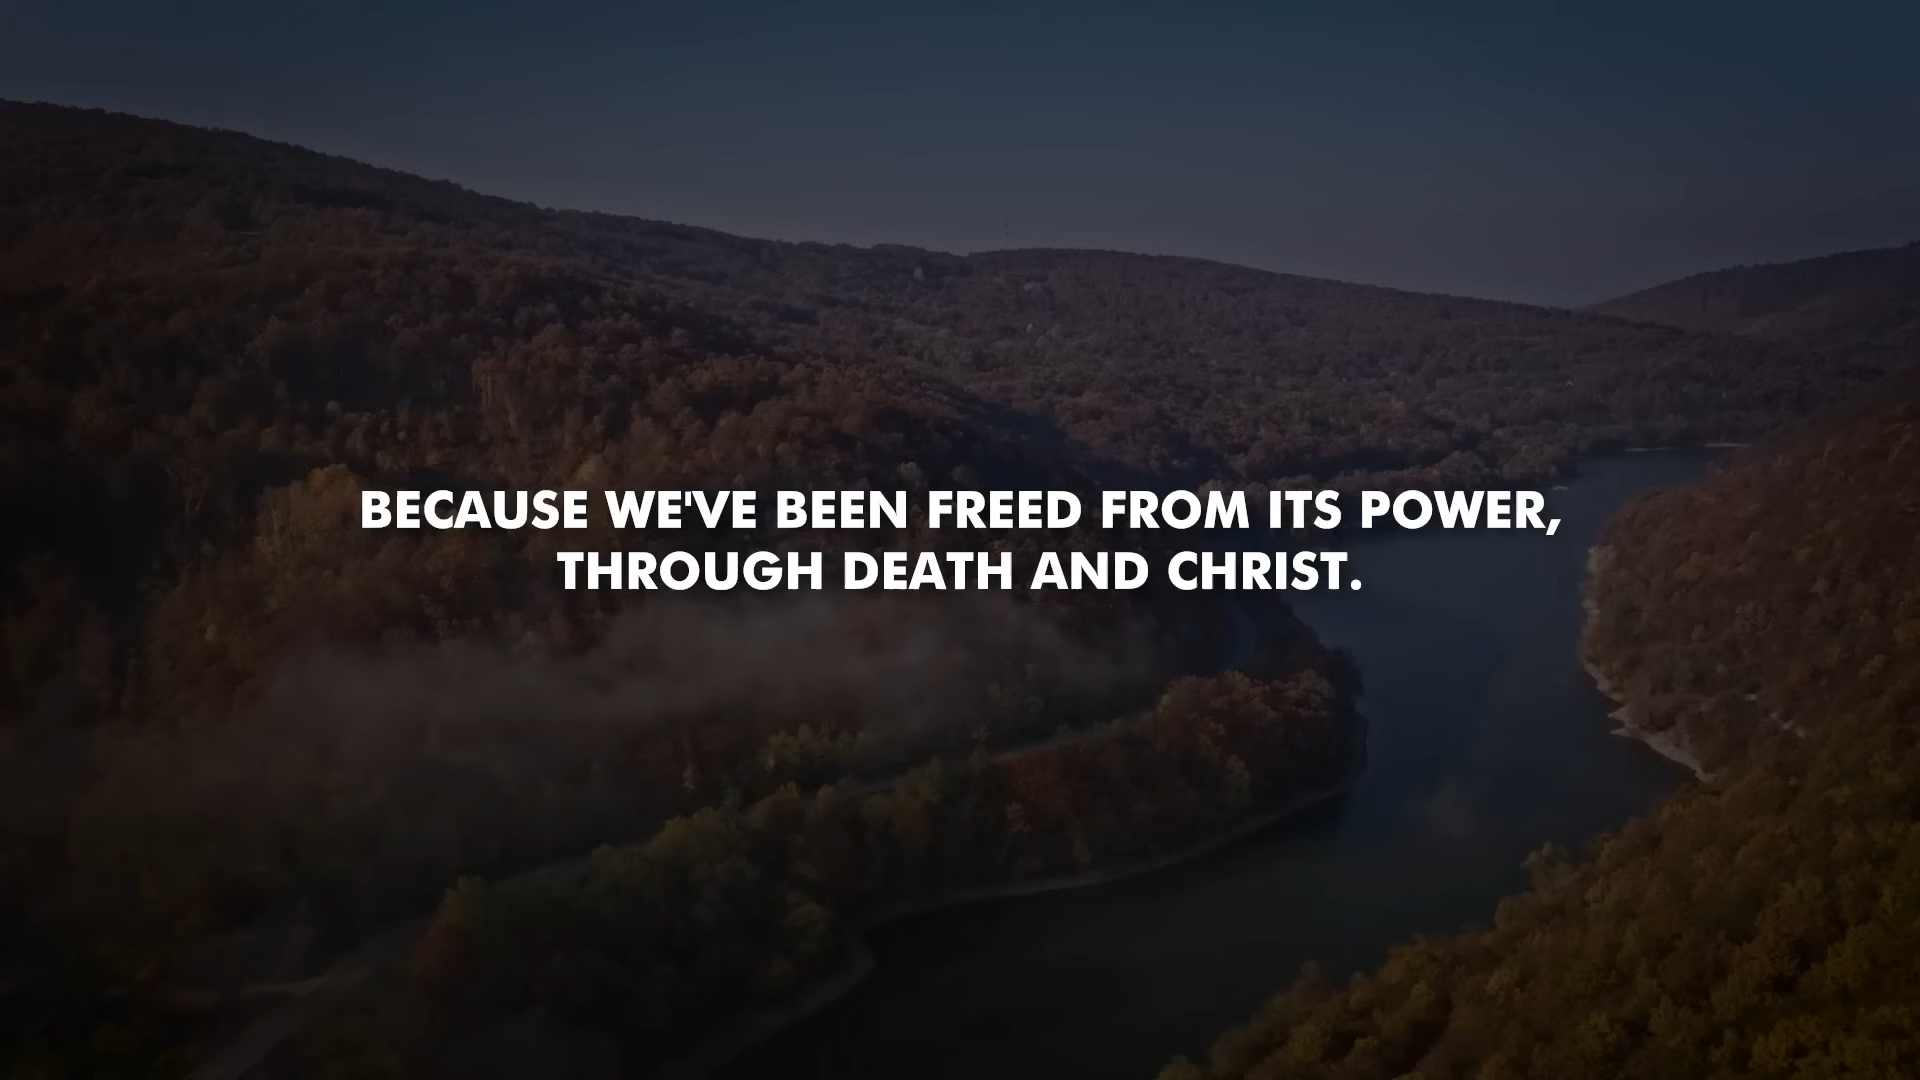 BECAUSE WE'VE BEEN FREED FROM ITS POWER,
THROUGH DEATH AND CHRIST.